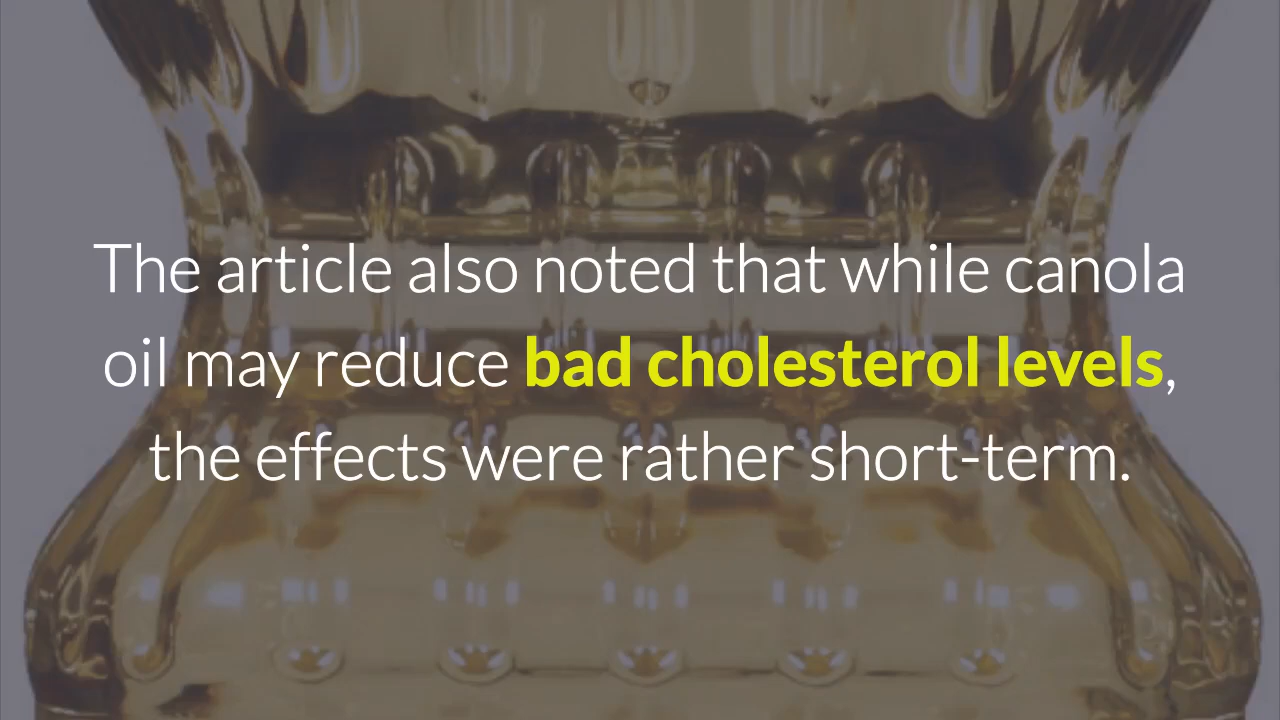 The article also noted that while canola
oil may reduce bad cholesterol levels,
the effects were rather short-term.